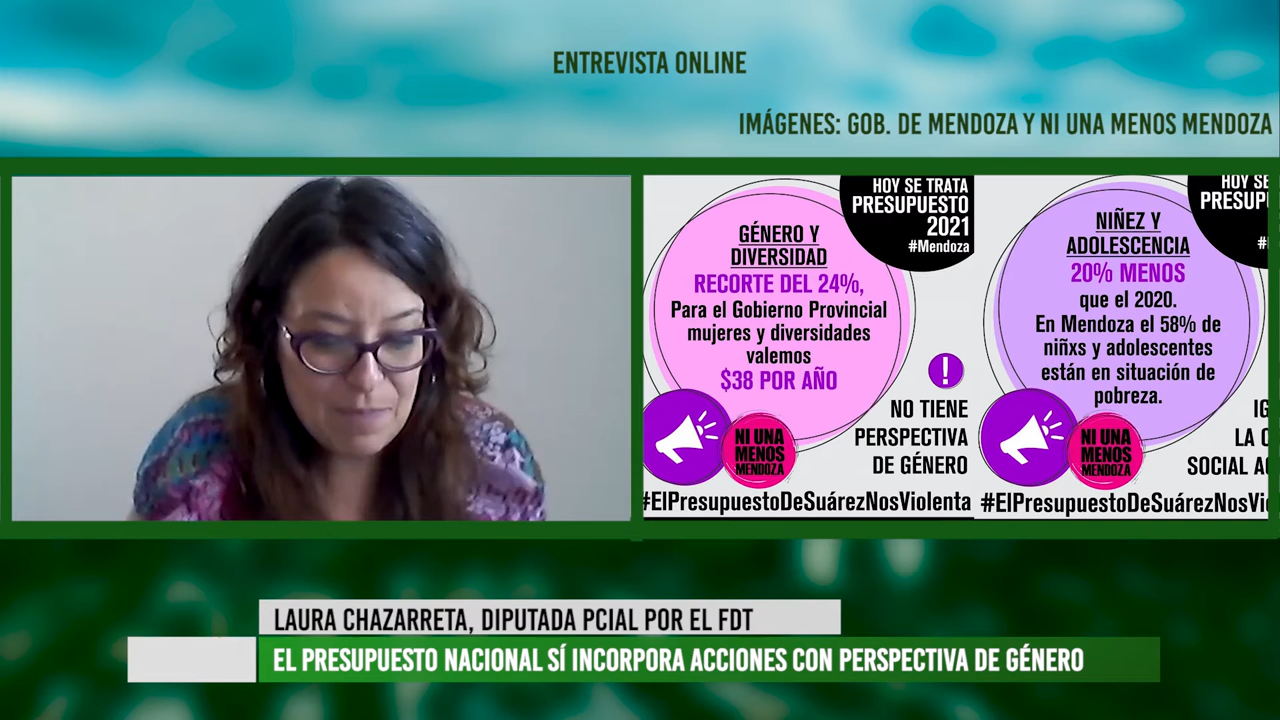 ENTREVISTA ONLINE
IMÁGENES: GOB. DE MENDOZA Y NI UNA MENOS MENDOZA
HOY SE TRATA
PRESUPUESTO
2021
#Mendoza
GÉNERO Y
DIVERSIDAD
RECORTE DEL 24%,
Para el Gobierno Provincial
mujeres y diversidades
valemos
$38 POR AÑO
NO TIENE
PERSPECTIVA
DE GÉNERO
NI UNA
MENOS
MENDOZA
#ElPresupuestoDeSuárezNosViolenta
HOY SE
NIÑEZ Y
ADOLESCENCIA
20% MENOS
que el 2020.
En Mendoza el 58% de
niñxs y adolescentes
están en situación de
pobreza.
LA
SOCIAL
NI UNA
MENOS
MENDOZA
LAURA CHAZARRETA, DIPUTADA PCIAL POR EL FDT
EL PRESUPUESTO NACIONAL SÍ INCORPORA ACCIONES CON PERSPECTIVA DE GÉNERO